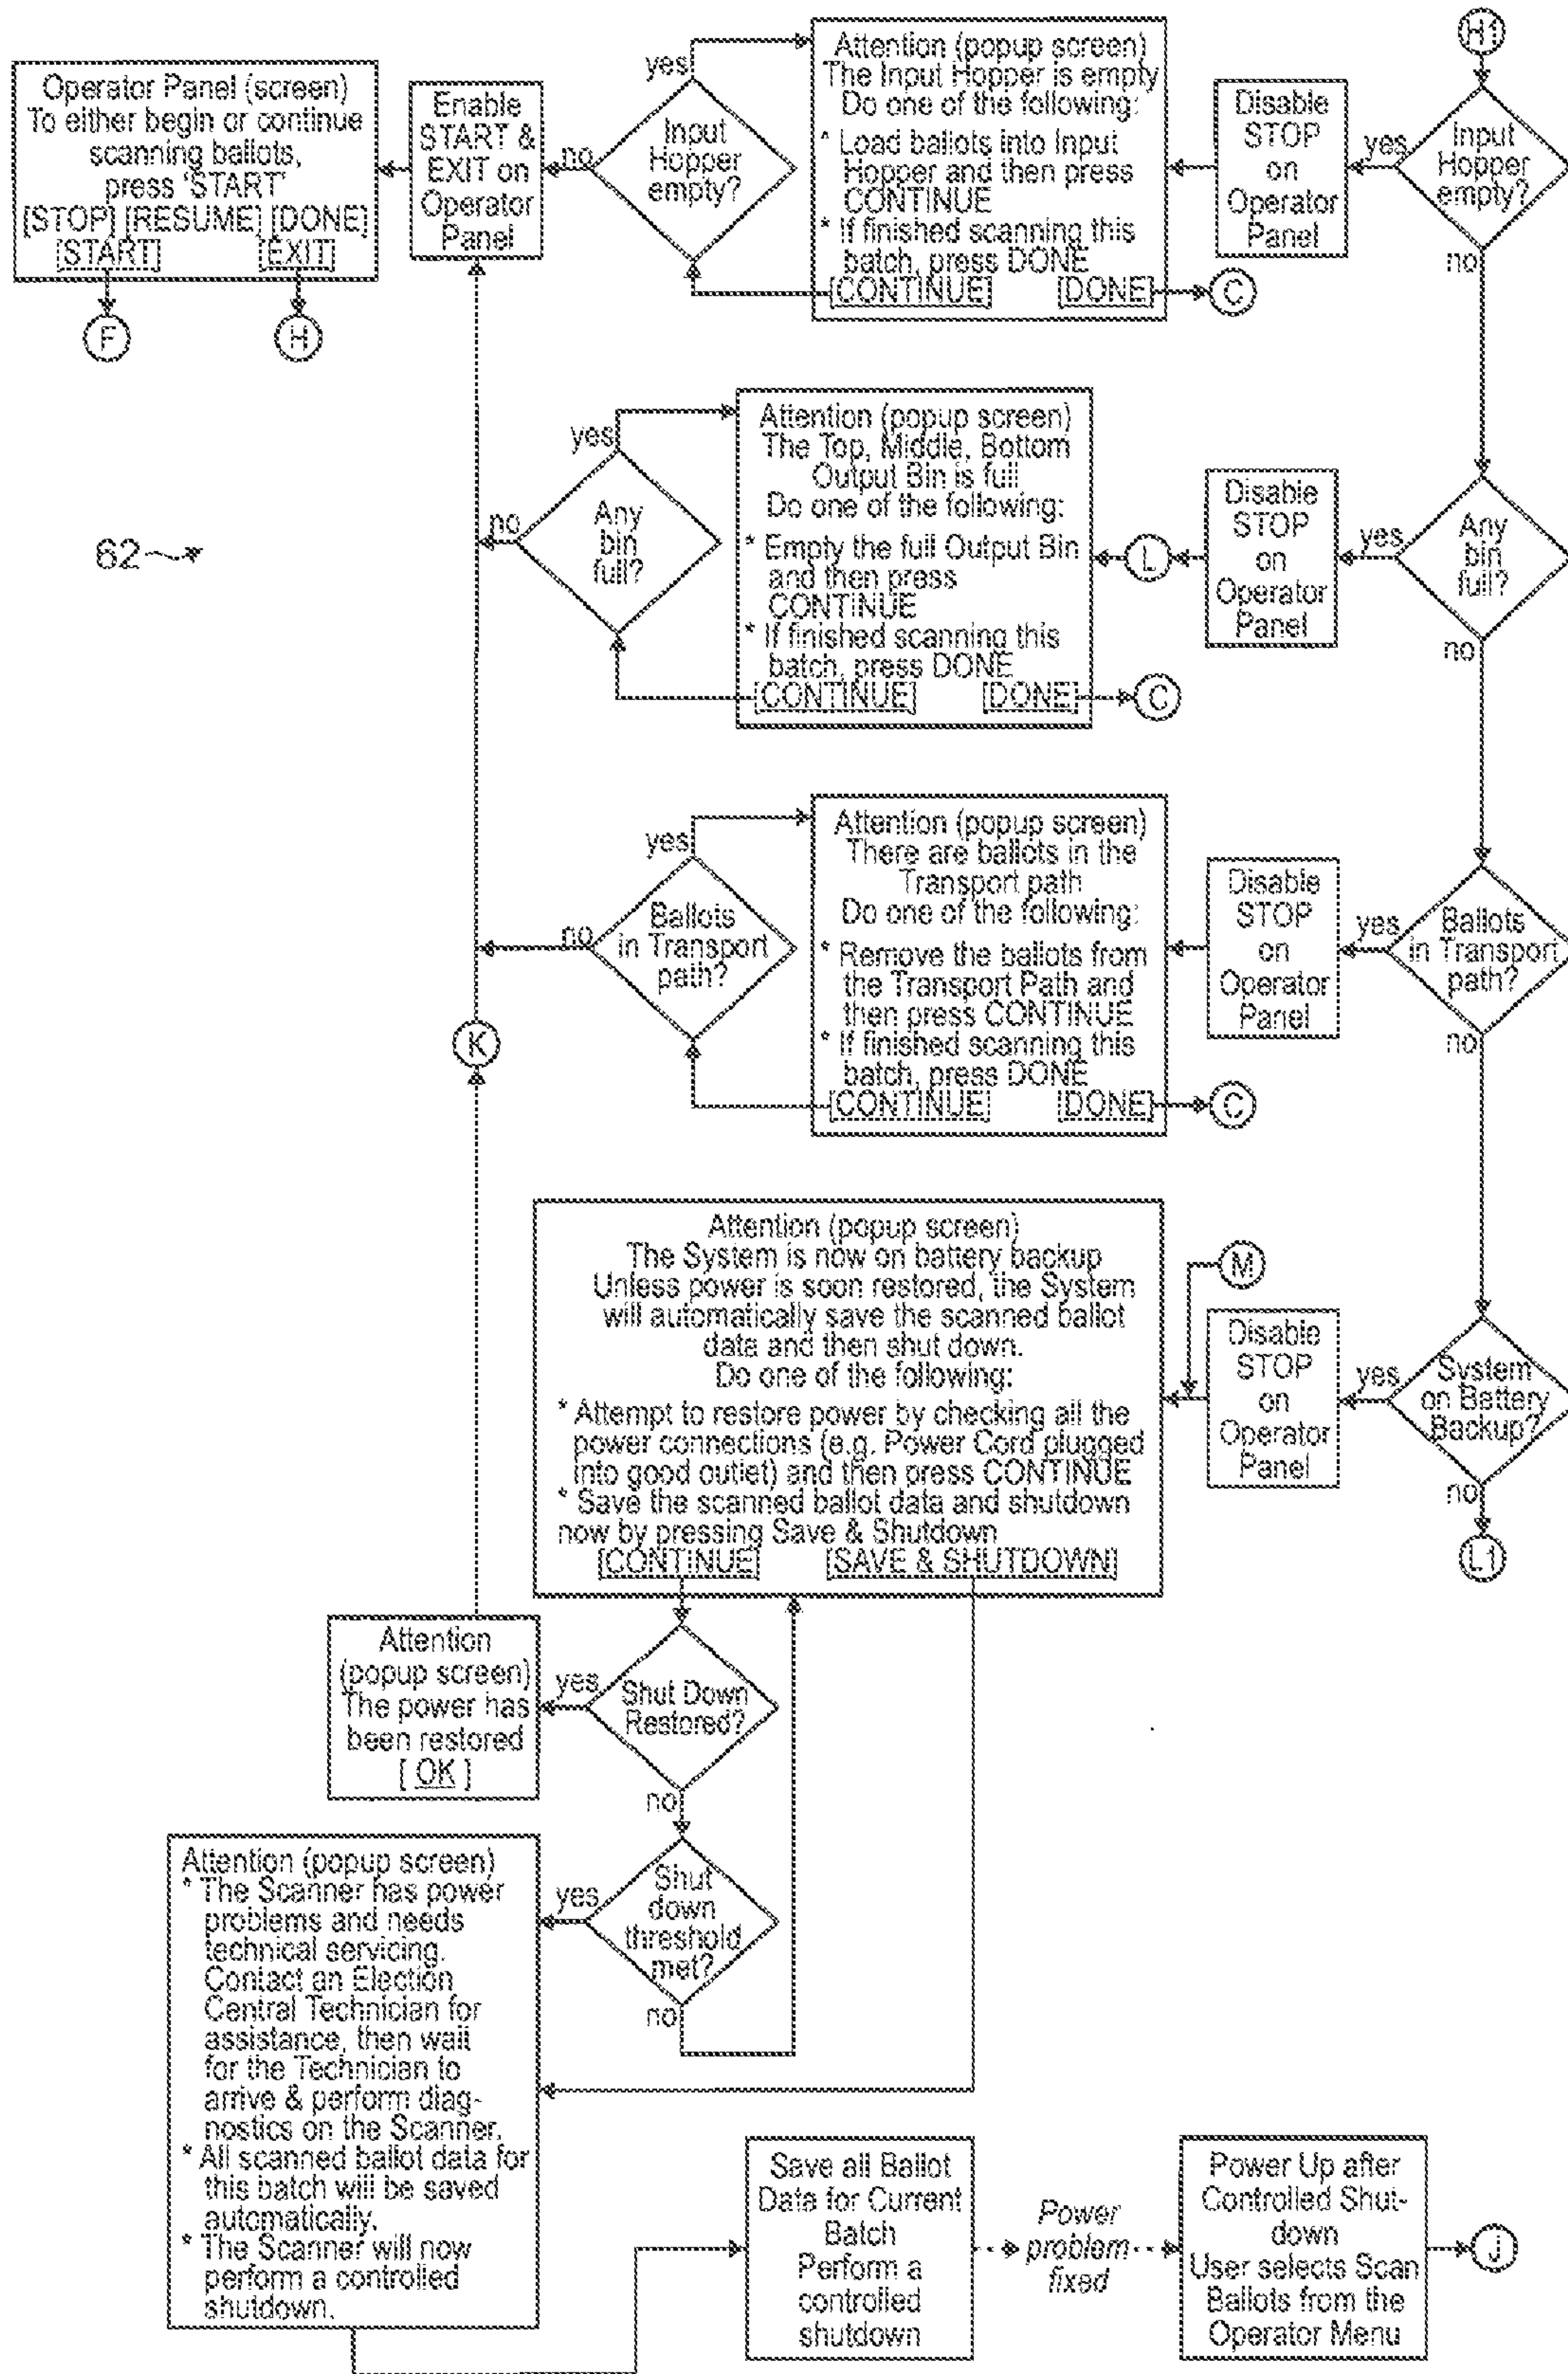 H1
Operator Panel (screen)
To either begin or continue
scanning ballots,
press 'START'
[STOP] [RESUME] [DONE]
[START] [EXIT]
F
H
Enable
START &
EXIT on
Operator
Panel
no
Input
Hopper
empty?
yes
Attention (popup screen)
The Input Hopper is empty
Do one of the following:
* Load ballots into Input
Hopper and then press
CONTINUE
* If finished scanning this
batch, press DONE
[CONTINUE] [DONE]
C
Disable
STOP
on
Operator
Panel
yes
Input
Hopper
empty?
no
62
no
Any
bin
full?
yes
Attention (popup screen)
The Top, Middle, Bottom
Output Bin is full
Do one of the following:
* Empty the full Output Bin
and then press
CONTINUE
* If finished scanning this
batch, press DONE
[CONTINUE] [DONE]
C
L
Disable
STOP
on
Operator
Panel
yes
Any
bin
full?
no
no
Ballots
in Transport
path?
yes
Attention (popup screen)
There are ballots in the
Transport path
Do one of the following:
* Remove the ballots from
the Transport Path and
then press CONTINUE
* If finished scanning this
batch, press DONE
[CONTINUE] [DONE]
C
Disable
STOP
on
Operator
Panel
yes
Ballots
in Transport
path?
no
K
Attention (popup screen)
The System is now on battery backup
Unless power is soon restored, the System
will automatically save the scanned ballot
data and then shut down.
Do one of the following:
* Attempt to restore power by checking all the
power connections (e.g. Power Cord plugged
into good outlet) and then press CONTINUE
* Save the scanned ballot data and shutdown
now by pressing Save & Shutdown
[CONTINUE] [SAVE & SHUTDOWN]
M
Disable
STOP
on
Operator
Panel
yes
System
on Battery
Backup?
no
L1
Attention
(popup screen)
The power has
been restored
[ OK ]
yes
Shut Down
Restored?
no
Attention (popup screen)
* The Scanner has power
problems and needs
technical servicing.
Contact an Election
Central Technician for
assistance, then wait
for the Technician to
arrive & perform diag-
nostics on the Scanner.
* All scanned ballot data for
this batch will be saved
automatically.
* The Scanner will now
perform a controlled
shutdown.
yes
Shut
down
threshold
met?
no
Save all Ballot
Data for Current
Batch
Perform a
controlled
shutdown
Power
problem
fixed
Power Up after
Controlled Shut-
down
User selects Scan
Ballots from the
Operator Menu
J